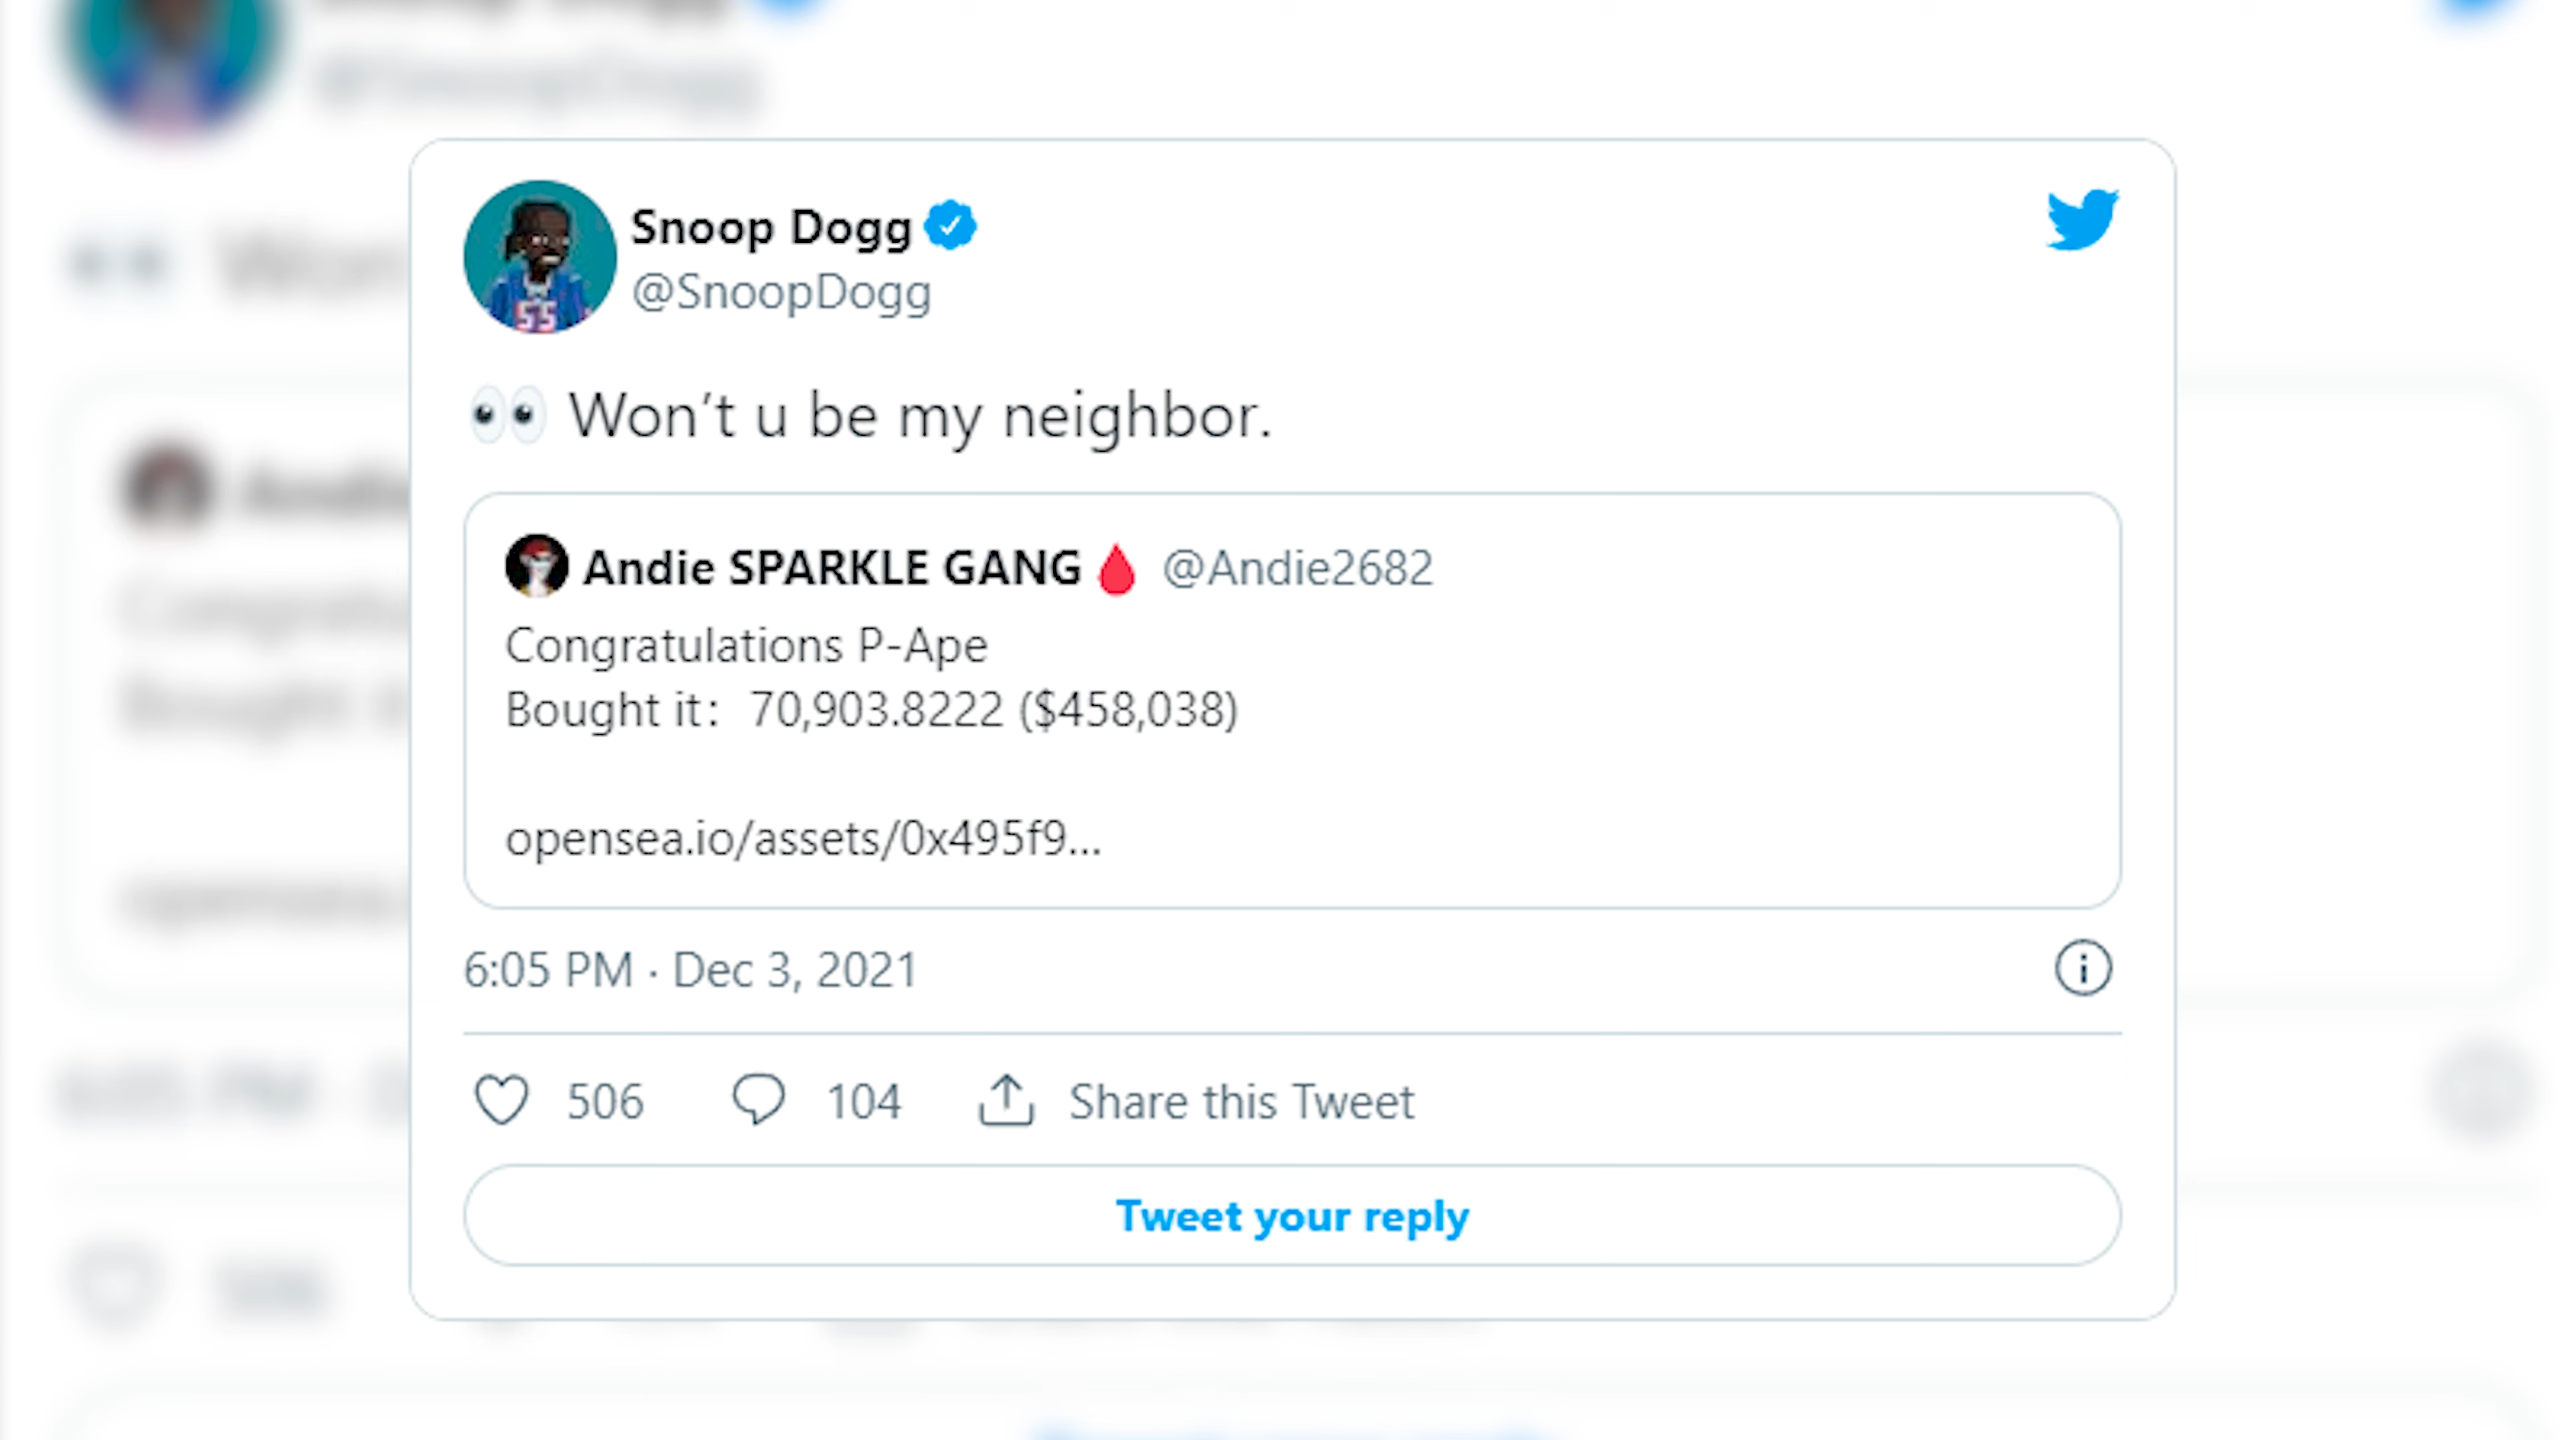 Snoop Dogg
@SnoopDogg
👀 Won’t u be my neighbor.
Andie SPARKLE GANG🩸 @Andie2682
Congratulations P-Ape
Bought it: 70,903.8222 ($458,038)
opensea.io/assets/0x495f9...
6:05 PM · Dec 3, 2021
506 104 Share this Tweet
Tweet your reply
55